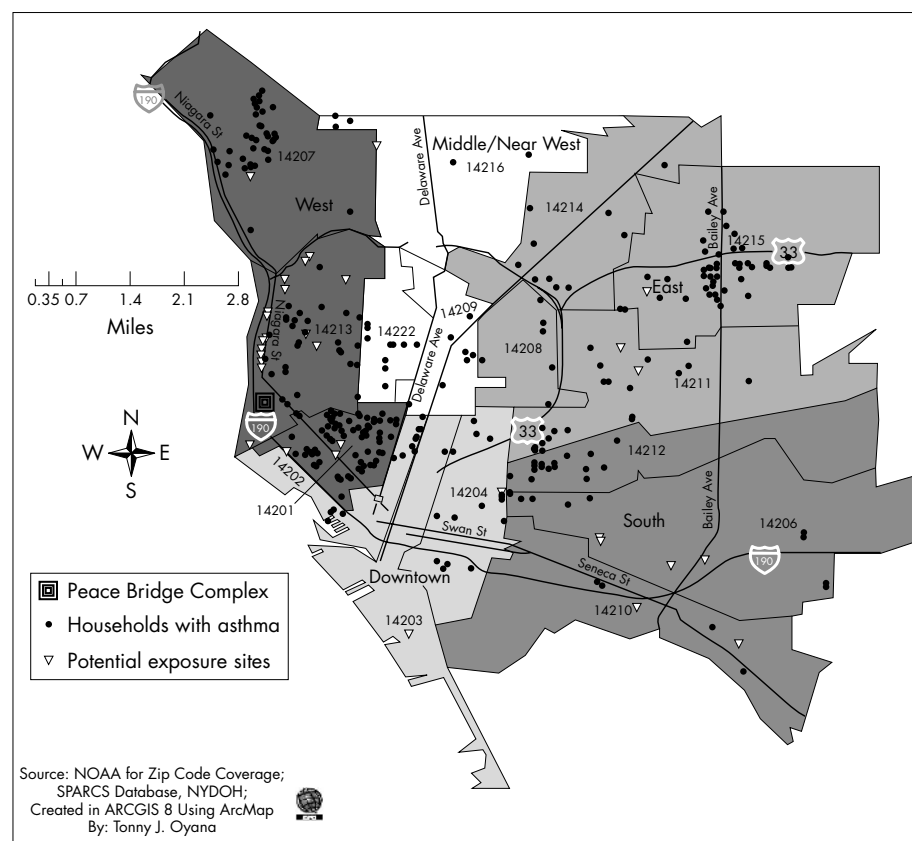 190
Niagara St
14207
West
Delaware Ave
Middle/Near West
14216
14214
Bailey Ave
14215
33
East
0.35 0.7 1.4 2.1 2.8
Miles
Niagara St
14213
14222
14209
Delaware Ave
14208
14211
N
W E
S
190
33
14202
14201
14204
14212
Bailey Ave
South
14206
Swan St
Seneca St
190
Downtown
14210
14203
Peace Bridge Complex
Households with asthma
Potential exposure sites
Source: NOAA for Zip Code Coverage;
SPARCS Database, NYDOH;
Created in ARCGIS 8 Using ArcMap
By: Tonny J. Oyana